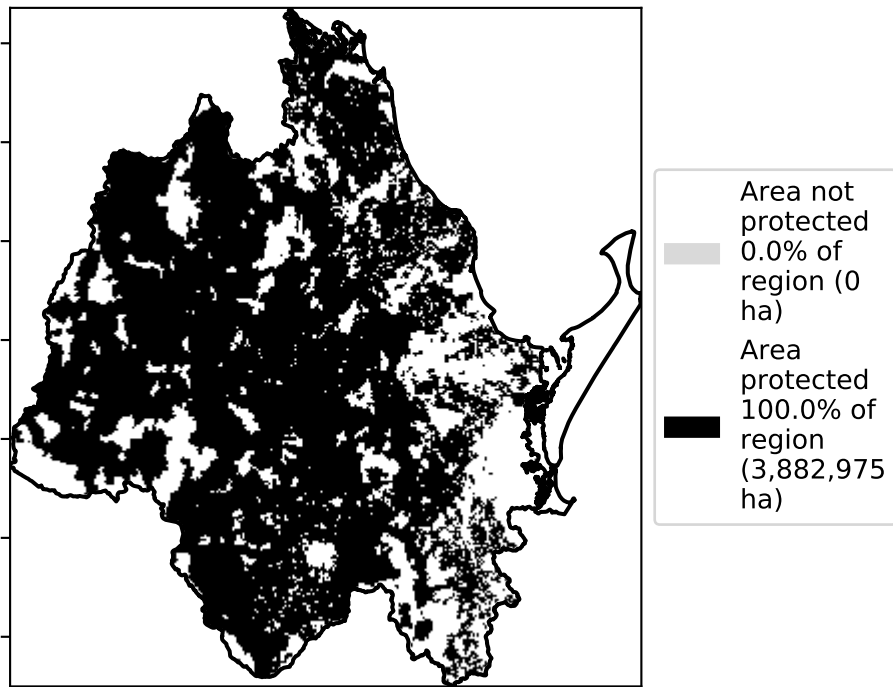 Area not
protected
0.0% of
region (0
ha)
Area
protected
100.0% of
region
(3,882,975
ha)